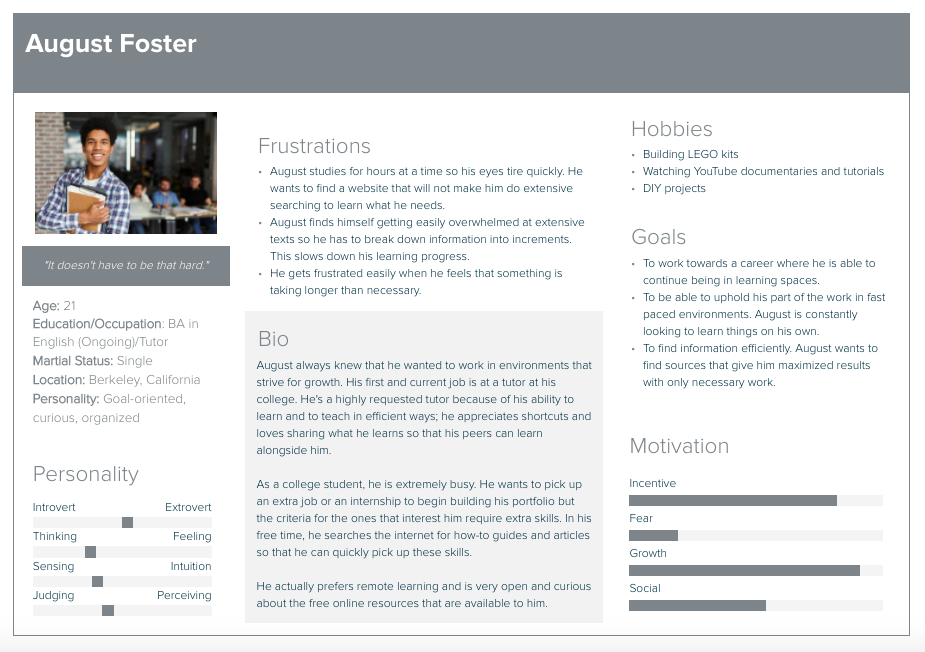 August Foster
"It doesn't have to be that hard."
Age: 21
Education/Occupation: BA in
English (Ongoing)/Tutor
Martial Status: Single
Location: Berkeley, California
Personality: Goal-oriented,
curious, organized
Personality
Introvert Extrovert
Thinking Feeling
Sensing Intuition
Judging Perceiving
Frustrations
• August studies for hours at a time so his eyes tire quickly. He
wants to find a website that will not make him do extensive
searching to learn what he needs.
• August finds himself getting easily overwhelmed at extensive
texts so he has to break down information into increments.
This slows down his learning progress.
• He gets frustrated easily when he feels that something is
taking longer than necessary.
Bio
August always knew that he wanted to work in environments that
strive for growth. His first and current job is at a tutor at his
college. He's a highly requested tutor because of his ability to
learn and to teach in efficient ways; he appreciates shortcuts and
loves sharing what he learns so that his peers can learn
alongside him.
As a college student, he is extremely busy. He wants to pick up
an extra job or an internship to begin building his portfolio but
the criteria for the ones that interest him require extra skills. In his
free time, he searches the internet for how-to guides and articles
so that he can quickly pick up these skills.
He actually prefers remote learning and is very open and curious
about the free online resources that are available to him.
Hobbies
• Building LEGO kits
• Watching YouTube documentaries and tutorials
• DIY projects
Goals
• To work towards a career where he is able to
continue being in learning spaces.
• To be able to uphold his part of the work in fast
paced environments. August is constantly
looking to learn things on his own.
• To find information efficiently. August wants to
find sources that give him maximized results
with only necessary work.
Motivation
Incentive
Fear
Growth
Social